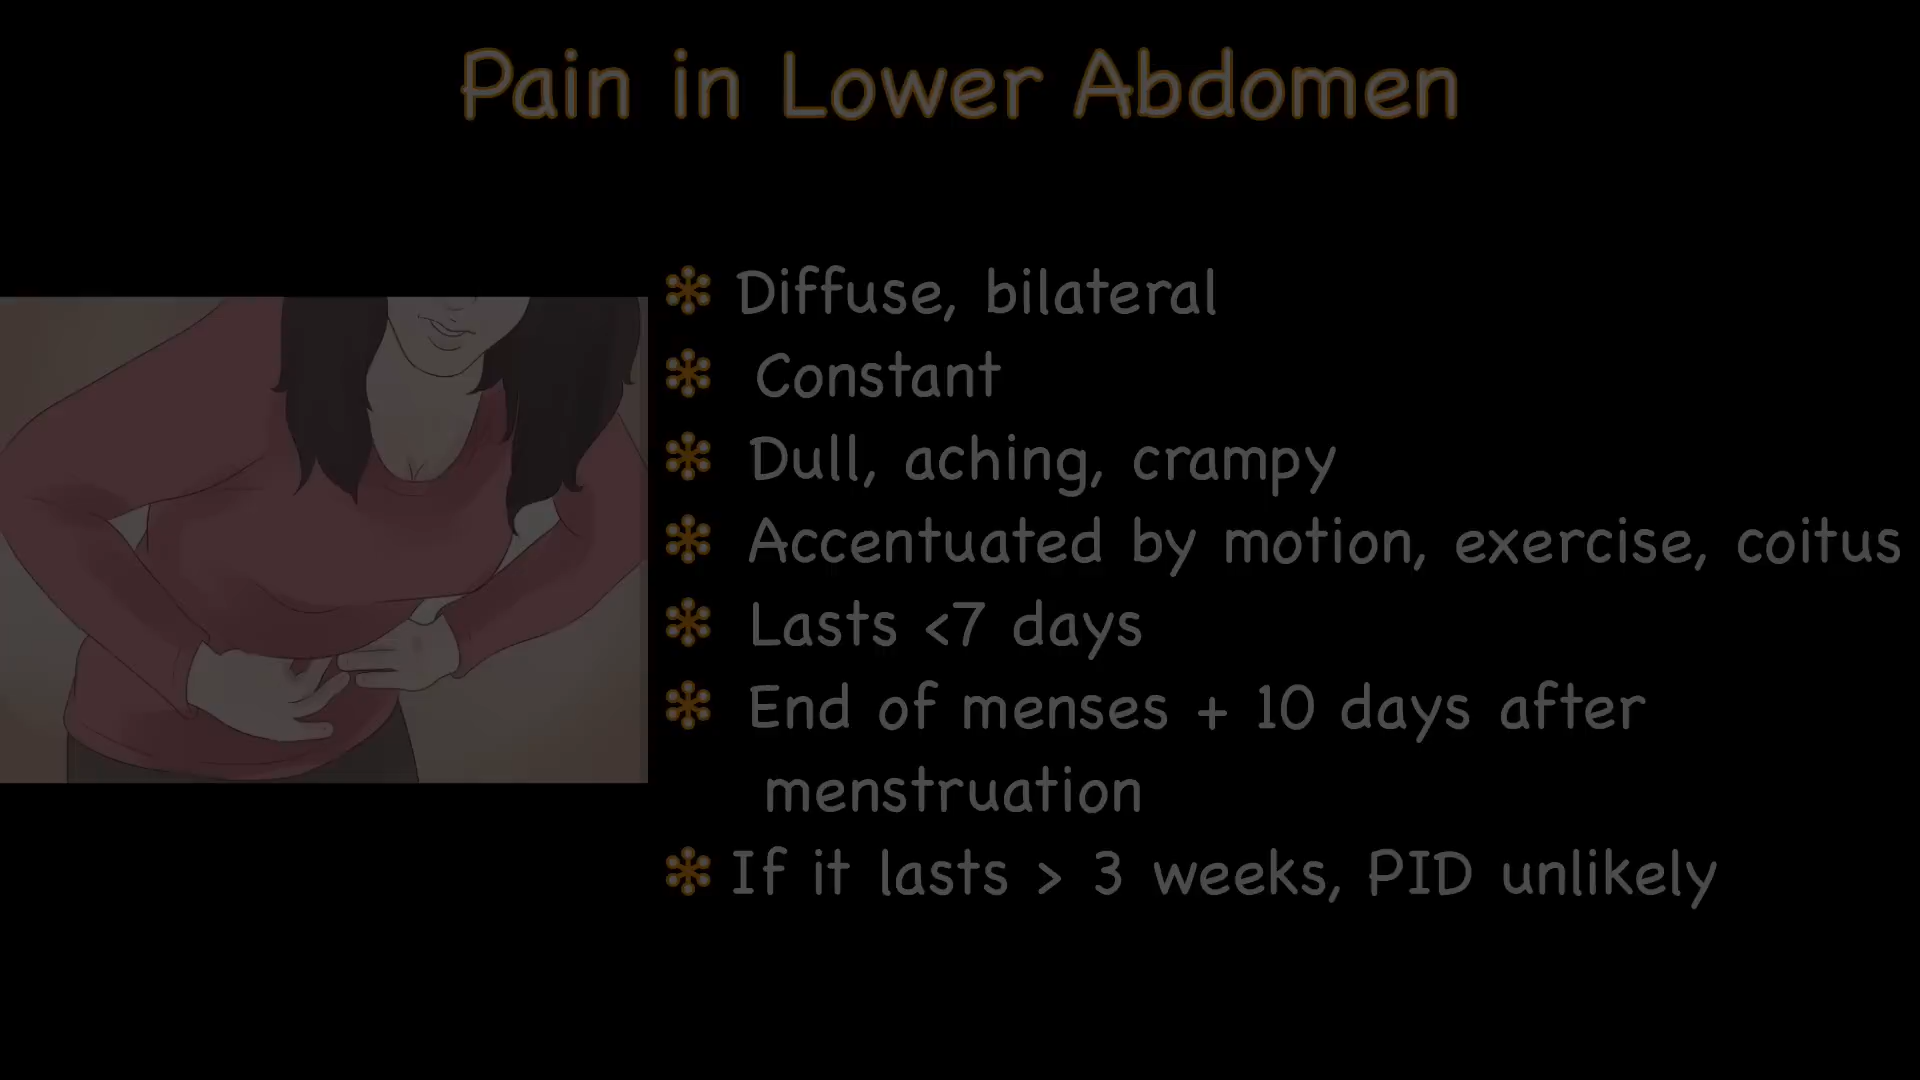 Pain in Lower Abdomen
Diffuse, bilateral
Constant
Dull, aching, crampy
Accentuated by motion, exercise, coitus
Lasts <7 days
End of menses + 10 days after
menstruation
If it lasts > 3 weeks, PID unlikely